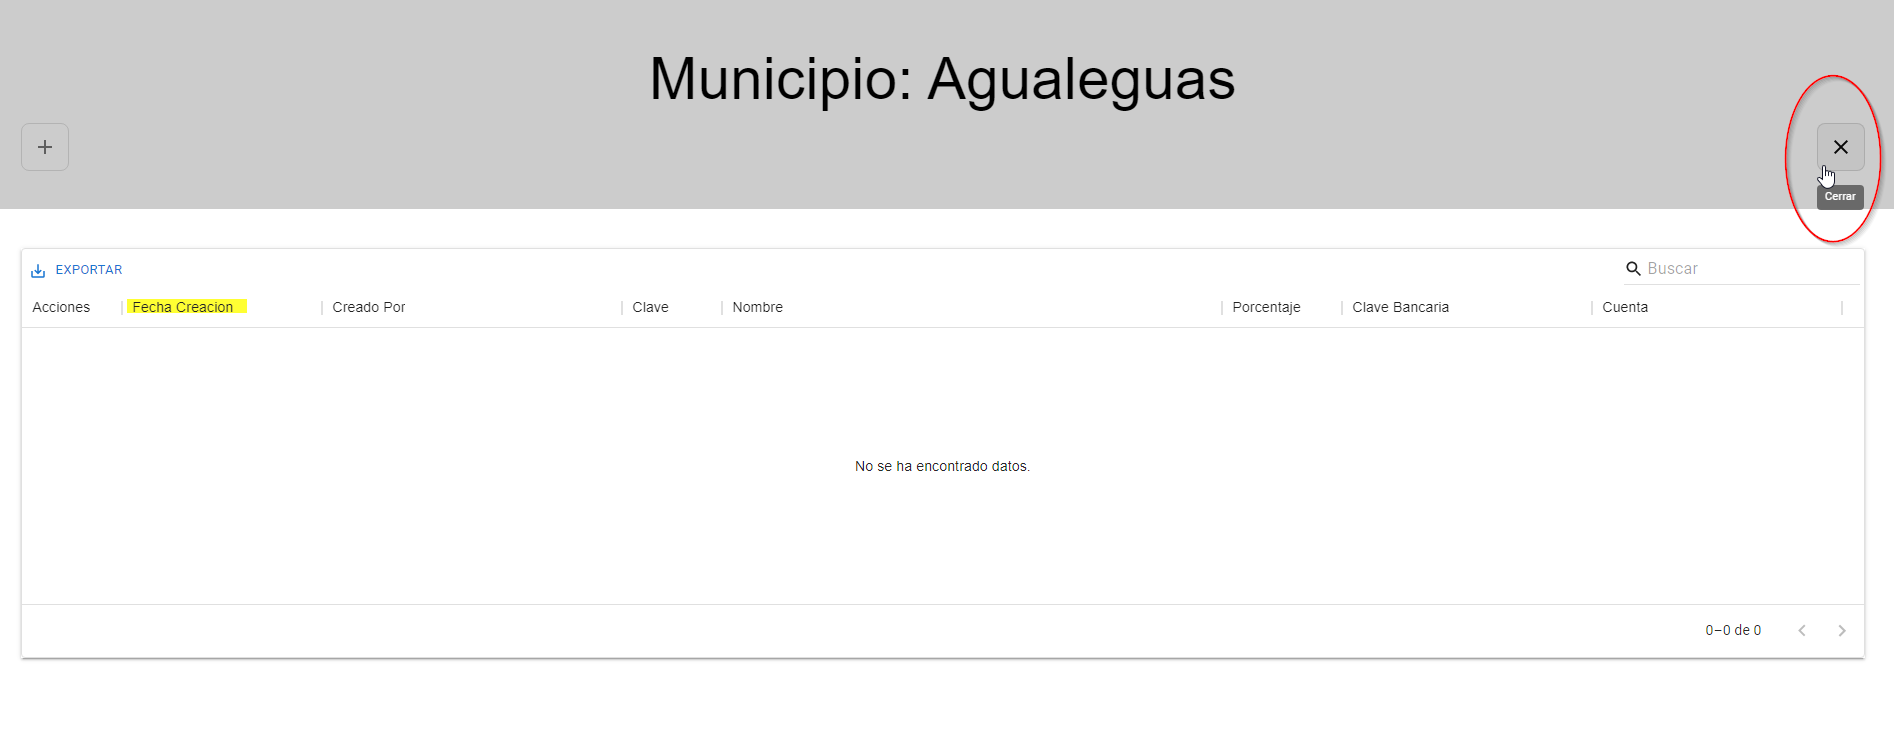 Municipio: Agualeguas
Cerrar
EXPORTAR
Buscar
Acciones Fecha Creacion Creado Por Clave Nombre Porcentaje Clave Bancaria Cuenta
No se ha encontrado datos.
0–0 de 0